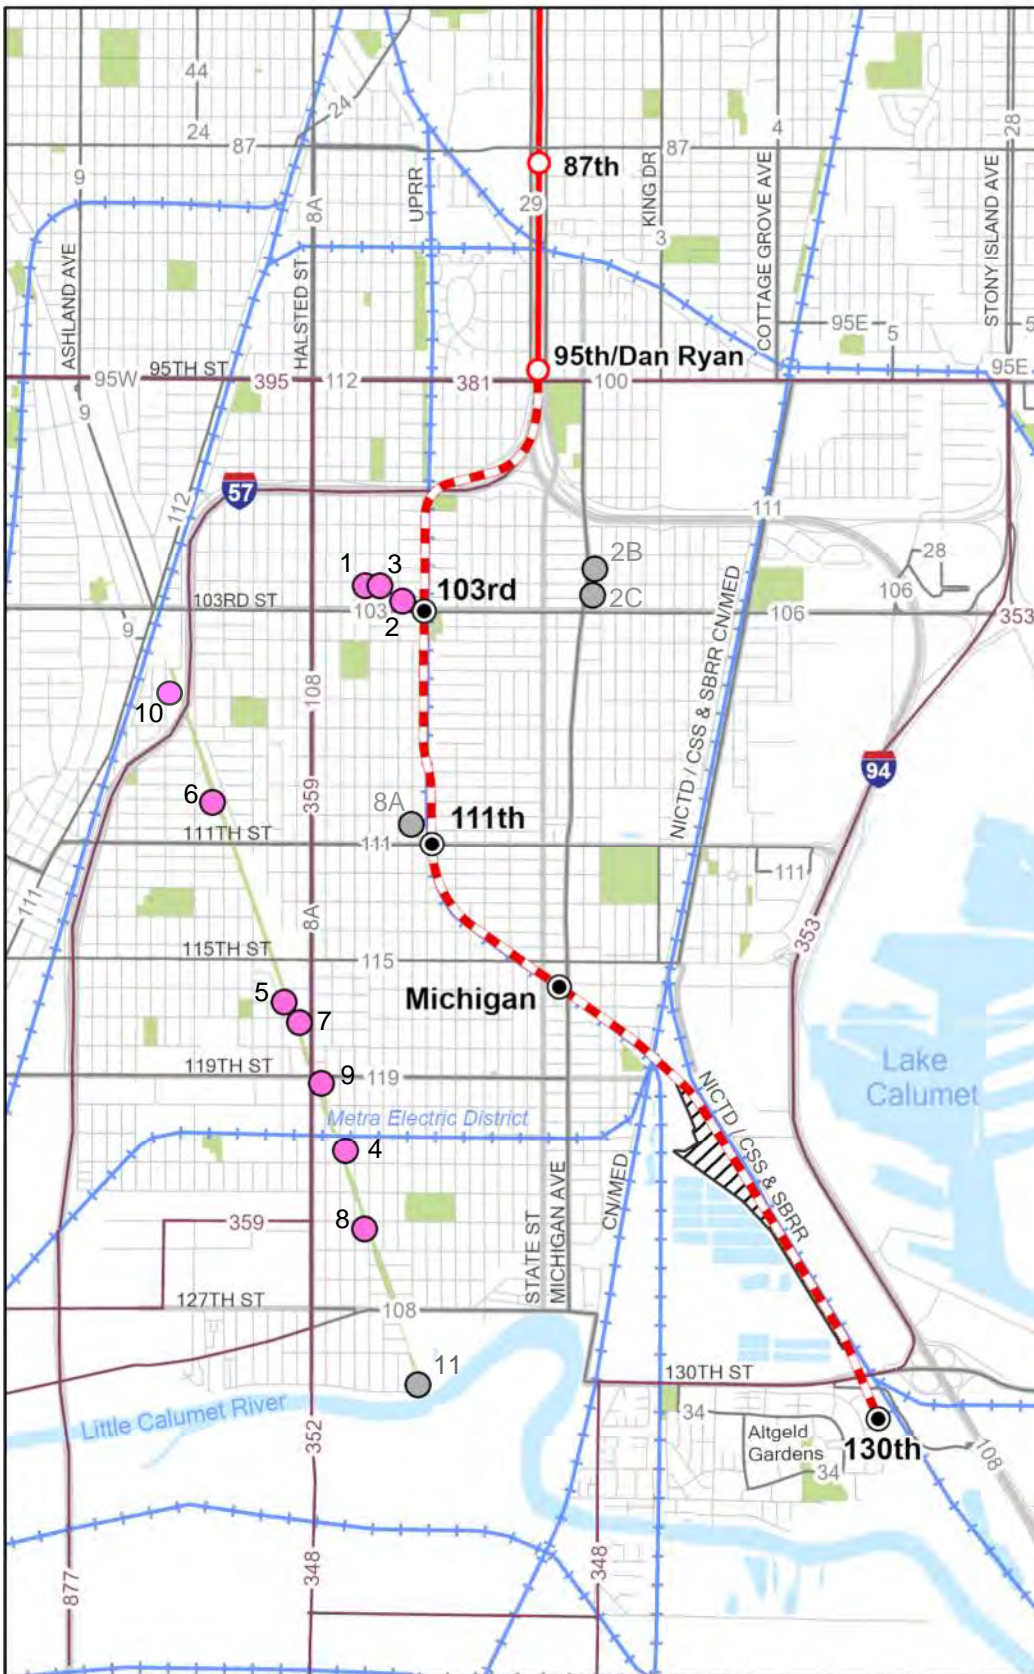 44
24
24
87
87
4
28
9
8A
UPRR
87th
29
KING DR
3
COTTAGE GROVE AVE
STONY ISLAND AVE
ASHLAND AVE
HALSTED ST
95E
5
5
95th/Dan Ryan
95TH ST
95W
395
112
381
100
95E
9
57
112
111
28
1
3
2B
103rd
2C
103RD ST
103
106
106
353
2
9
NICTD / CSS & SBRR CN/MED
10
108
94
6
359
8A
111th
111TH ST
111
111
111
8A
353
115TH ST
115
5
Michigan
7
119TH ST
9
119
Lake
Calumet
Metra Electric District
NICTD / CSS & SBRR
4
CN/MED
8
359
STATE ST
MICHIGAN AVE
127TH ST
108
11
130TH ST
Little Calumet River
34
Altgeld
Gardens
130th
34
352
108
877
348
348